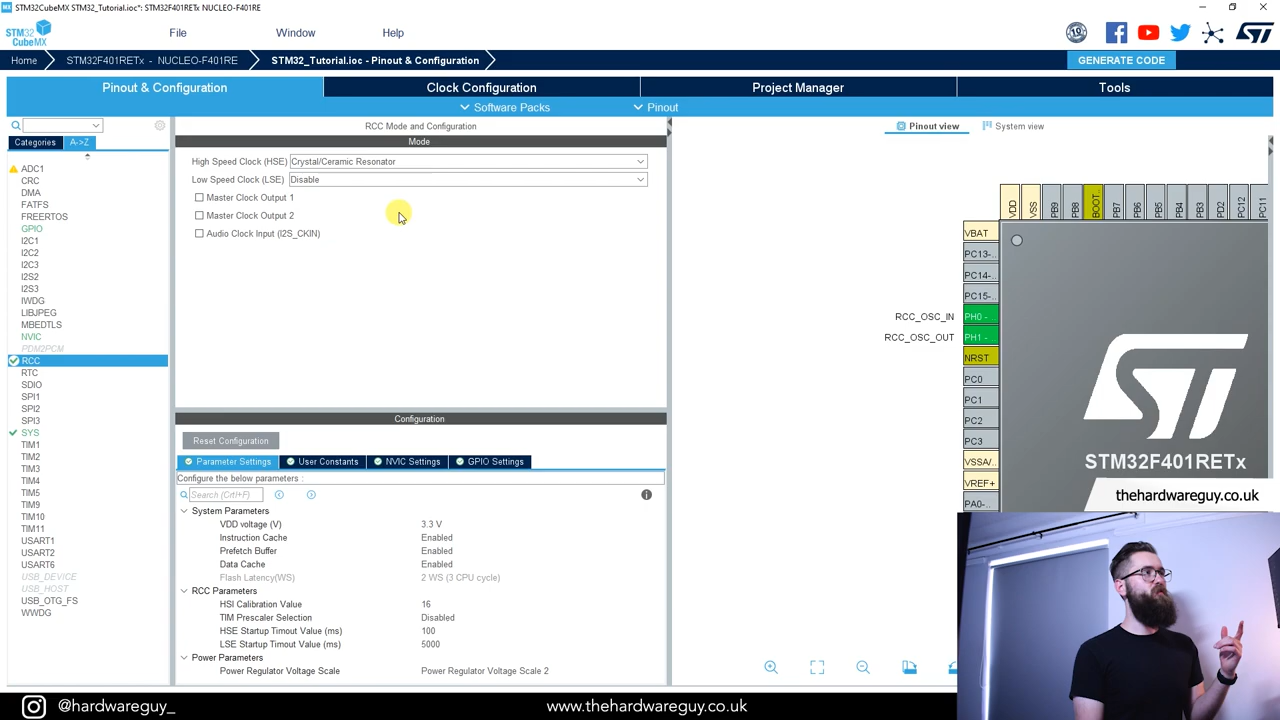 STM32CubeMX STM32_Tutorial.ioc*: STM32F401RETx NUCLEO-F401RE
STM32
CubeMX
File
Window
Help
Home
STM32F401RETx - NUCLEO-F401RE
STM32_Tutorial.ioc - Pinout & Configuration
GENERATE CODE
Pinout & Configuration
Clock Configuration
Project Manager
Tools
Software Packs
Pinout
Categories
A->Z
ADC1
CRC
DMA
FATFS
FREERTOS
GPIO
I2C1
I2C2
I2C3
I2S2
I2S3
IWDG
LIBJPEG
MBEDTLS
NVIC
PDM2PCM
RCC
RTC
SDIO
SPI1
SPI2
SPI3
SYS
TIM1
TIM2
TIM3
TIM4
TIM5
TIM9
TIM10
TIM11
USART1
USART2
USART6
USB_DEVICE
USB_HOST
USB_OTG_FS
WWDG
RCC Mode and Configuration
Mode
High Speed Clock (HSE) Crystal/Ceramic Resonator
Low Speed Clock (LSE) Disable
Master Clock Output 1
Master Clock Output 2
Audio Clock Input (I2S_CKIN)
Configuration
Reset Configuration
Parameter Settings
User Constants
NVIC Settings
GPIO Settings
Configure the below parameters :
Search (Crtl+F)
System Parameters
VDD voltage (V) 3.3 V
Instruction Cache Enabled
Prefetch Buffer Enabled
Data Cache Enabled
Flash Latency(WS) 2 WS (3 CPU cycle)
RCC Parameters
HSI Calibration Value 16
TIM Prescaler Selection Disabled
HSE Startup Timout Value (ms) 100
LSE Startup Timout Value (ms) 5000
Power Parameters
Power Regulator Voltage Scale Power Regulator Voltage Scale 2
Pinout view
System view
VDD
VSS
PB9
PB8
BOOT..
PB7
PB6
PB5
PB4
PB3
PD2
PC12
PC11
VBAT
PC13-..
PC14-..
PC15-..
RCC_OSC_IN PH0 - ..
RCC_OSC_OUT PH1 - ..
NRST
PC0
PC1
PC2
PC3
VSSA/..
VREF+
PA0-..
STM32F401RETx
thehardwareguy.co.uk
@hardwareguy_
www.thehardwareguy.co.uk